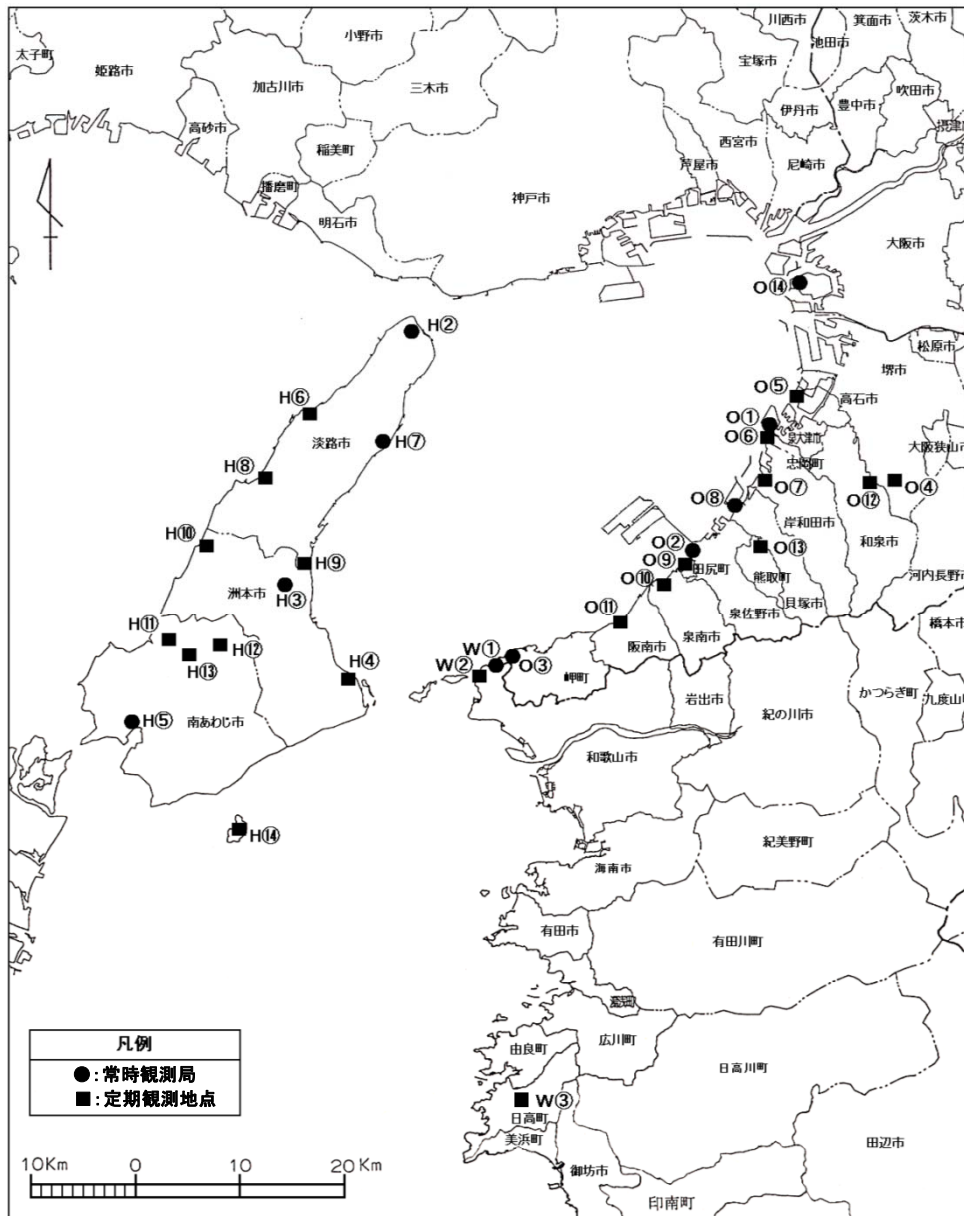 小野市
川西市
箕面市
茨木市
太子町
池田市
姫路市
宝塚市
加古川市
三木市
吹田市
伊丹市
豊中市
高砂市
摂津
西宮市
稲美町
芦屋市
尼崎市
播磨町
神戸市
明石市
大阪市
O⑭
H②
松原市
堺市
O⑤
H⑥
高石市
O①
淡路市
H⑦
O⑥
泉大津市
大阪狭山市
忠岡町
H⑧
O⑦
O⑫
O④
O⑧
岸和田市
H⑩
O②
O⑬
和泉市
H⑨
O⑨
田尻町
能取町
O⑩
河内長野市
洲本市
H③
貝塚市
泉佐野市
O⑪
橋本市
H⑪
泉南市
H⑫
阪南市
H⑬
W①
O③
H④
W②
岬町
かつらぎ町
九度山
岩出市
紀の川市
H⑤
南あわじ市
和歌山市
H⑭
紀美野町
海南市
有田市
有田川町
広川町
凡例
由良町
日高川町
●:常時観測局
■:定期観測地点
W③
日高町
美浜町
田辺市
10Km
0
10
20 Km
御坊市
印南町